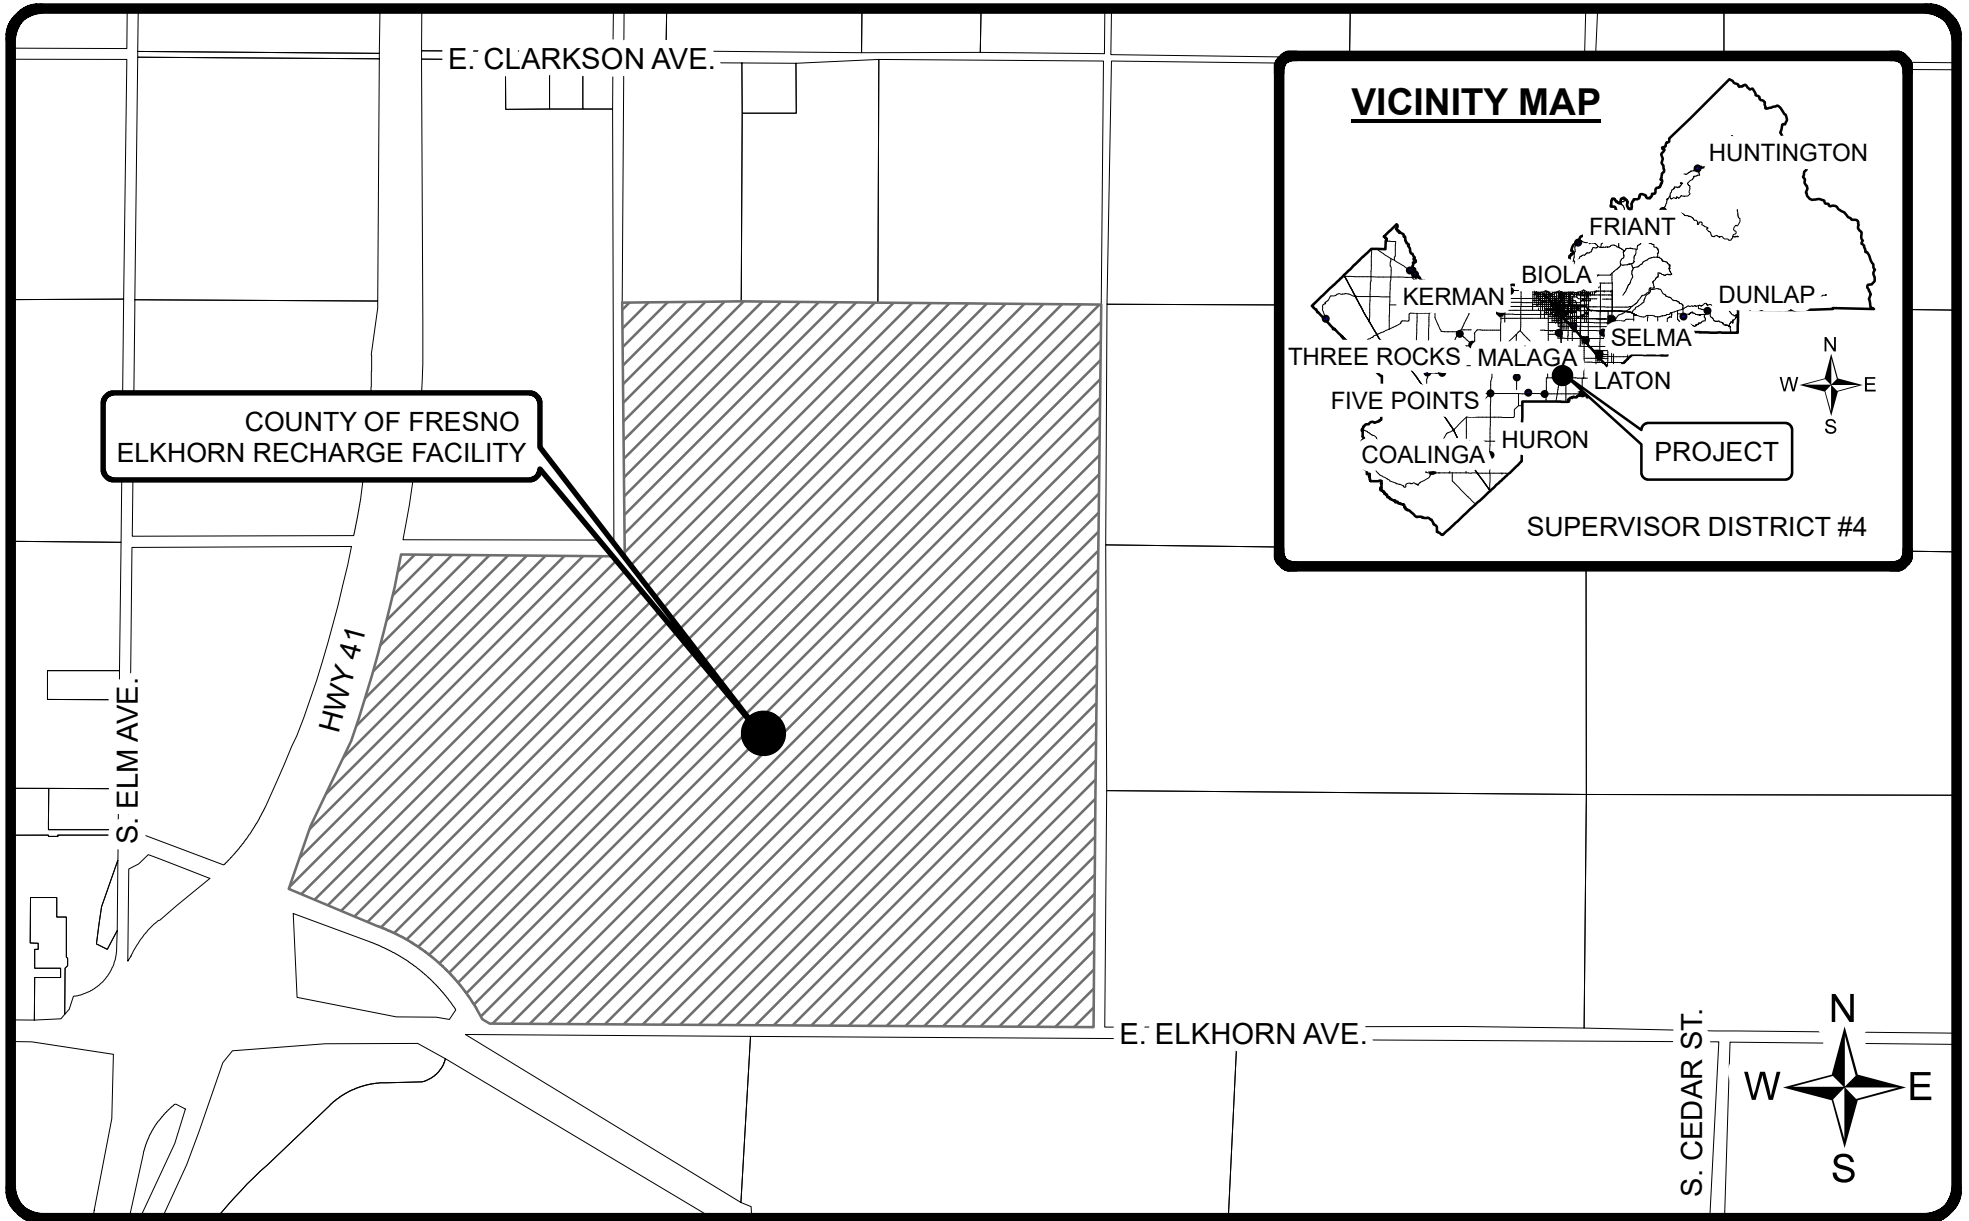 E. CLARKSON AVE.
VICINITY MAP
HUNTINGTON
FRIANT
BIOLA
KERMAN
DUNLAP
SELMA
THREE ROCKS
MALAGA
LATON
FIVE POINTS
HURON
COALINGA
PROJECT
N
W
E
S
SUPERVISOR DISTRICT #4
COUNTY OF FRESNO
ELKHORN RECHARGE FACILITY
HWY 41
S. ELM AVE.
E. ELKHORN AVE.
S. CEDAR ST.
N
W
E
S